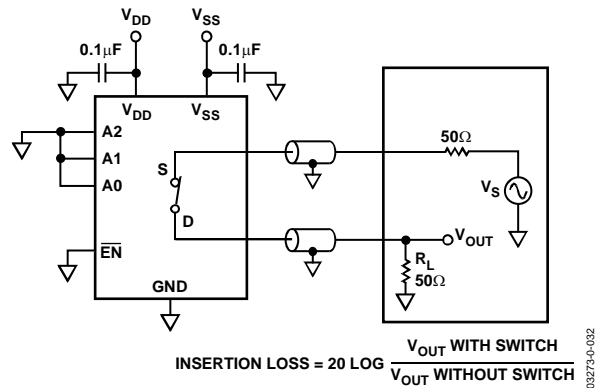 VDD VSS
0.1μF 0.1μF
VDD VSS
A2
A1
A0
S
D
EN
GND
50Ω
VS
VOUT
RL
50Ω
INSERTION LOSS = 20 LOG VOUT WITH SWITCH
VOUT WITHOUT SWITCH
03273-0-032